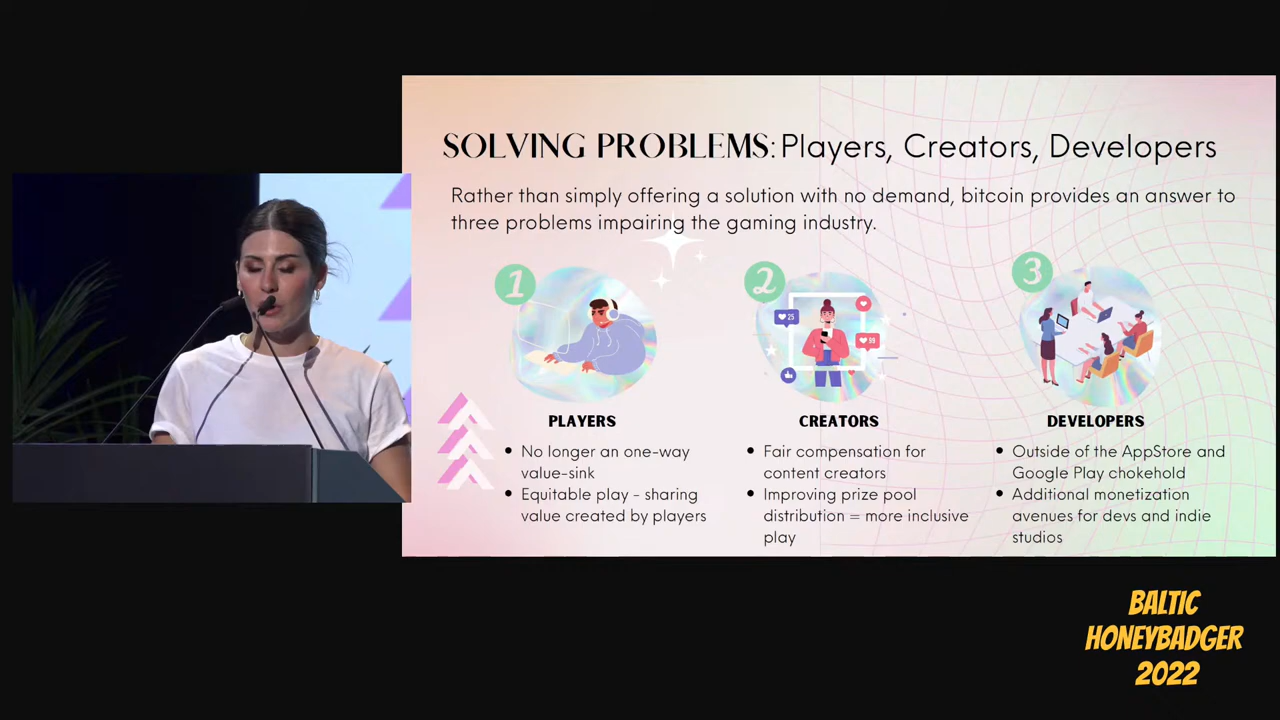 SOLVING PROBLEMS: Players, Creators, Developers
Rather than simply offering a solution with no demand, bitcoin provides an answer to
three problems impairing the gaming industry.
1
2
3
25
99
PLAYERS
No longer an one-way
value-sink
Equitable play - sharing
value created by players
CREATORS
Fair compensation for
content creators
Improving prize pool
distribution = more inclusive
play
DEVELOPERS
Outside of the AppStore and
Google Play chokehold
Additional monetization
avenues for devs and indie
studios
BALTIC
HONEYBADGER
2022